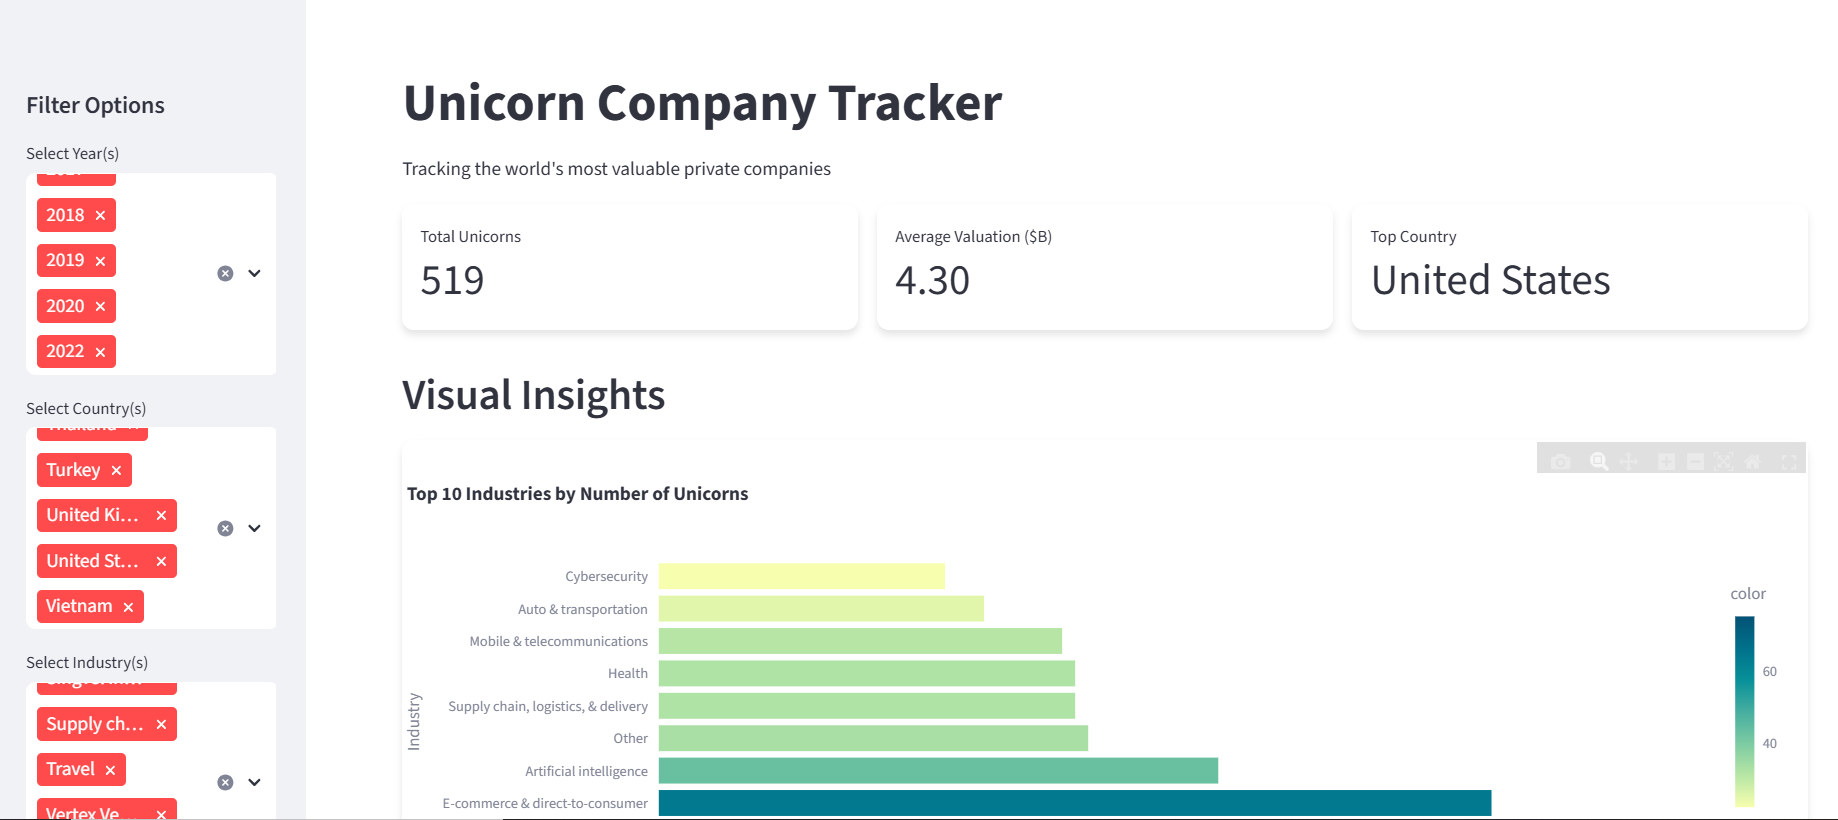 Filter Options
Select Year(s)
2018
2019
2020
2022
Select Country(s)
Turkey
United Ki...
United St...
Vietnam
Select Industry(s)
Supply ch...
Travel
Vertex Ve...
Unicorn Company Tracker
Tracking the world's most valuable private companies
Total Unicorns
519
Average Valuation ($B)
4.30
Top Country
United States
Visual Insights
Top 10 Industries by Number of Unicorns
Industry
Cybersecurity
Auto & transportation
Mobile & telecommunications
Health
Supply chain, logistics, & delivery
Other
Artificial intelligence
E-commerce & direct-to-consumer
color
60
40